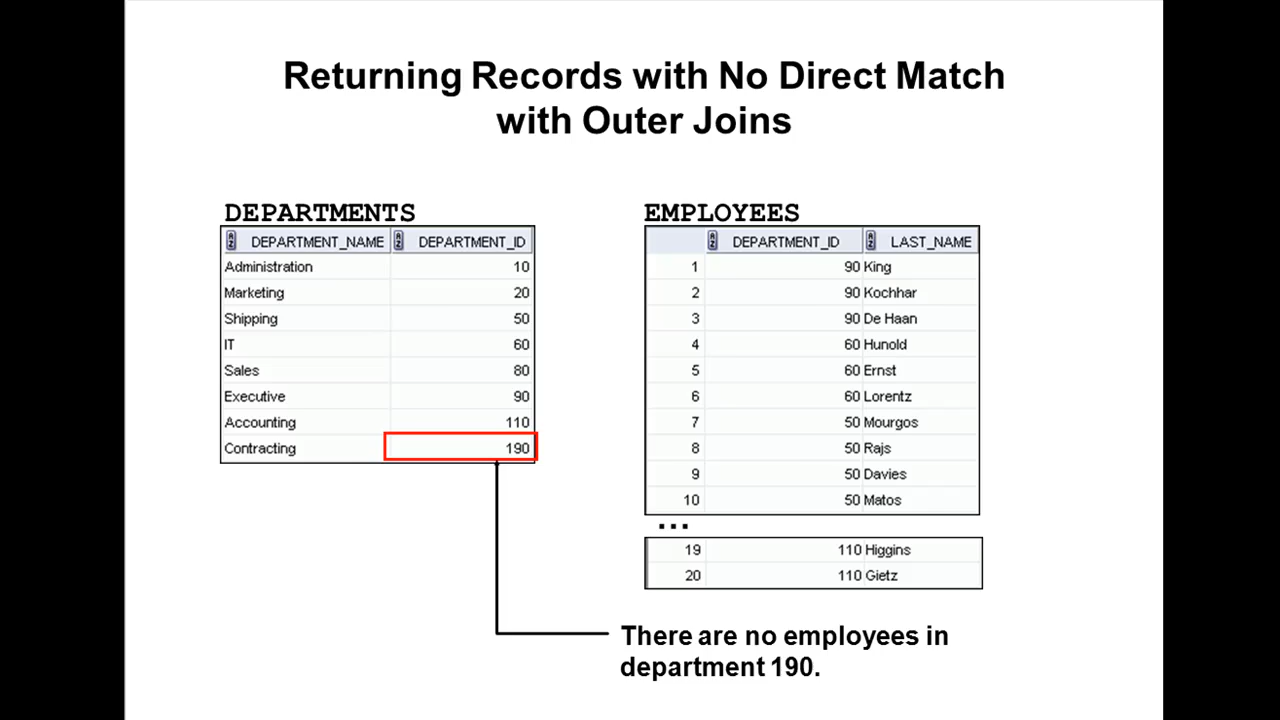 Returning Records with No Direct Match
with Outer Joins
DEPARTMENTS
DEPARTMENT_NAME DEPARTMENT_ID
Administration 10
Marketing 20
Shipping 50
IT 60
Sales 80
Executive 90
Accounting 110
Contracting 190
EMPLOYEES
DEPARTMENT_ID LAST_NAME
1 90 King
2 90 Kochhar
3 90 De Haan
4 60 Hunold
5 60 Ernst
6 60 Lorentz
7 50 Mourgos
8 50 Rajs
9 50 Davies
10 50 Matos
...
19 110 Higgins
20 110 Gietz
There are no employees in
department 190.